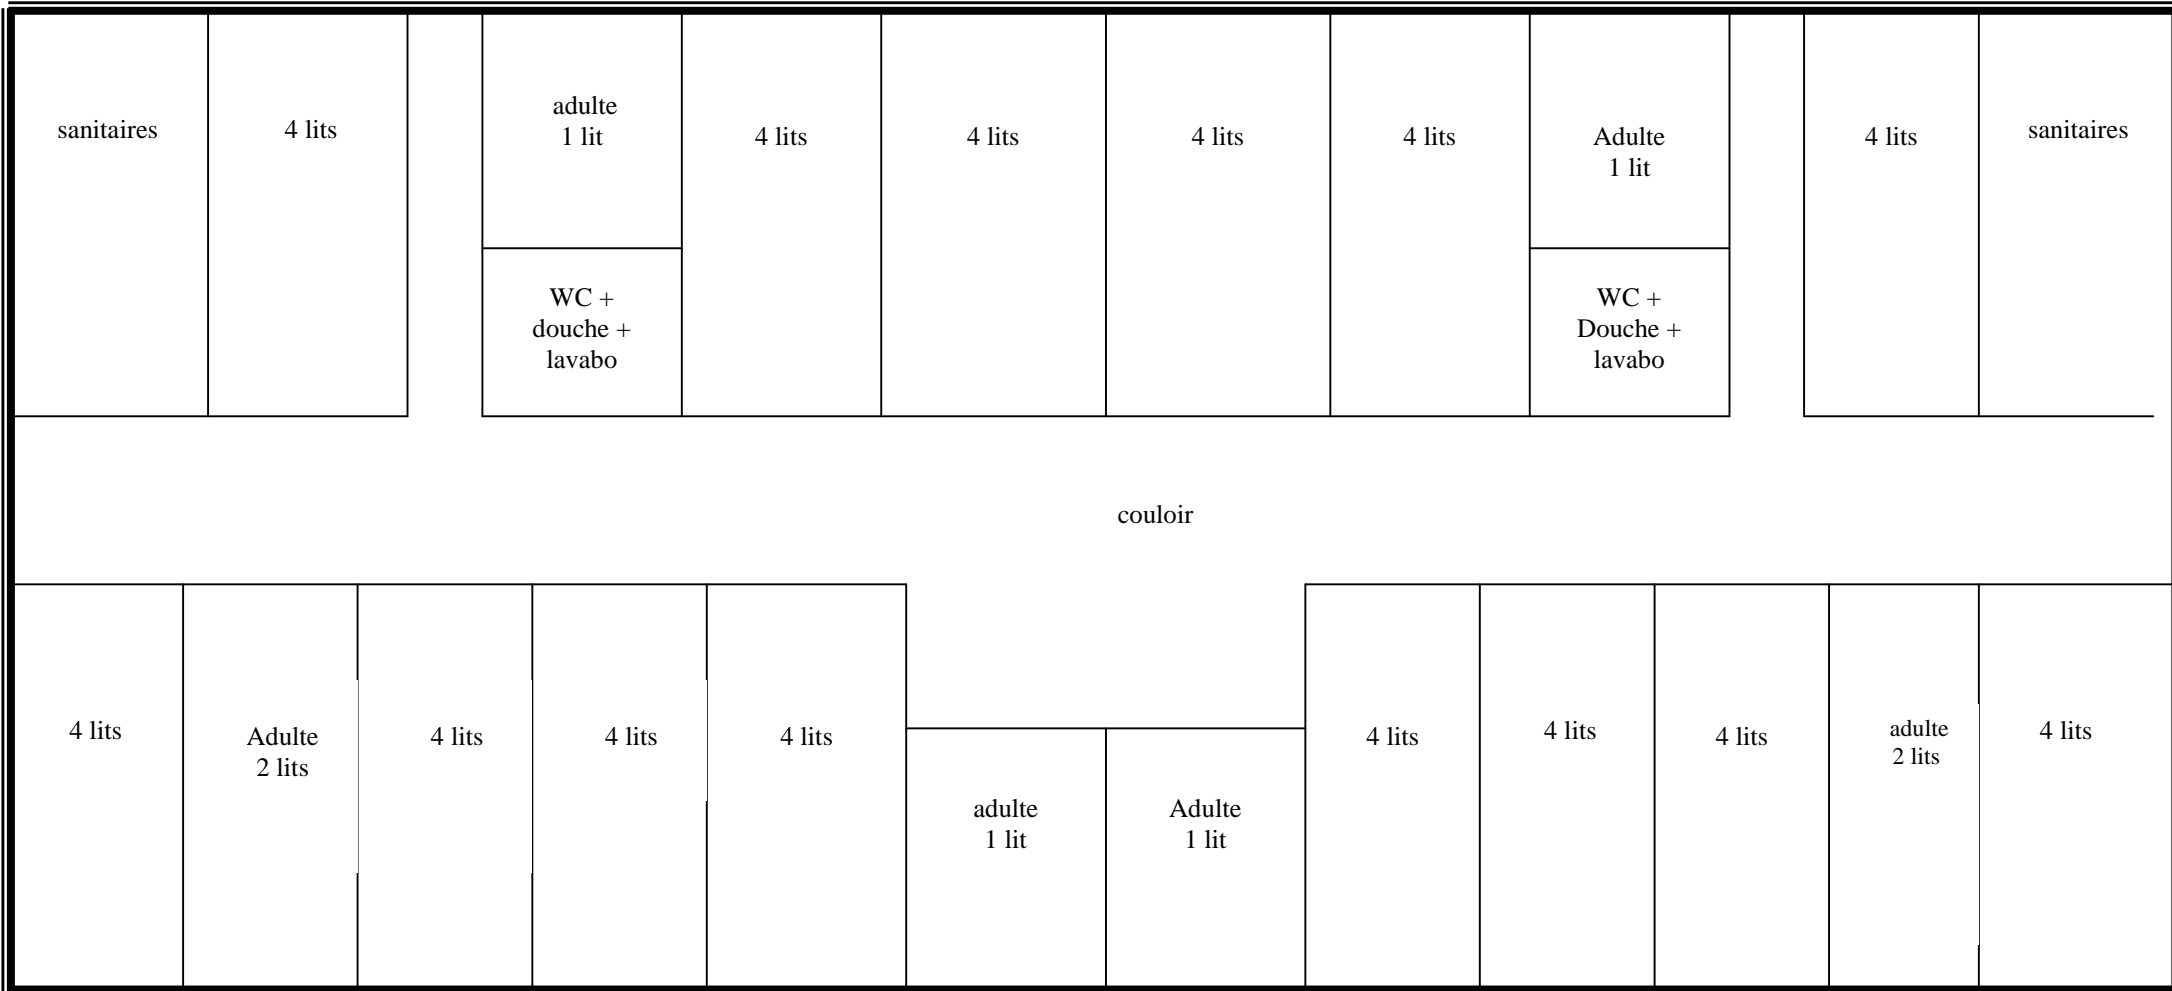 sanitaires
4 lits
adulte
1 lit
4 lits
4 lits
4 lits
4 lits
Adulte
1 lit
4 lits
sanitaires
WC +
douche +
lavabo
WC +
Douche +
lavabo
couloir
4 lits
Adulte
2 lits
4 lits
4 lits
4 lits
adulte
1 lit
Adulte
1 lit
4 lits
4 lits
4 lits
adulte
2 lits
4 lits